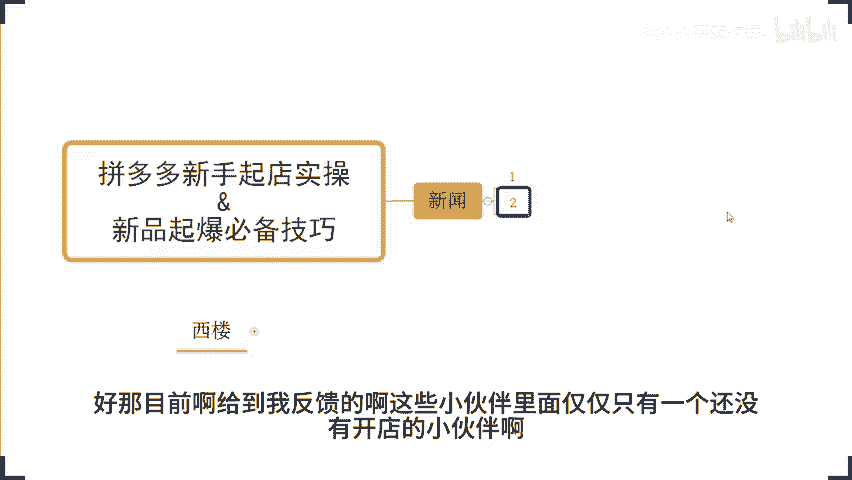 bilibili
拼多多新手起店实操
&
新品起爆必备技巧
新闻
1
2
西楼
好那目前啊给到我反馈的啊这些小伙伴里面仅仅只有一个还没
有开店的小伙伴啊